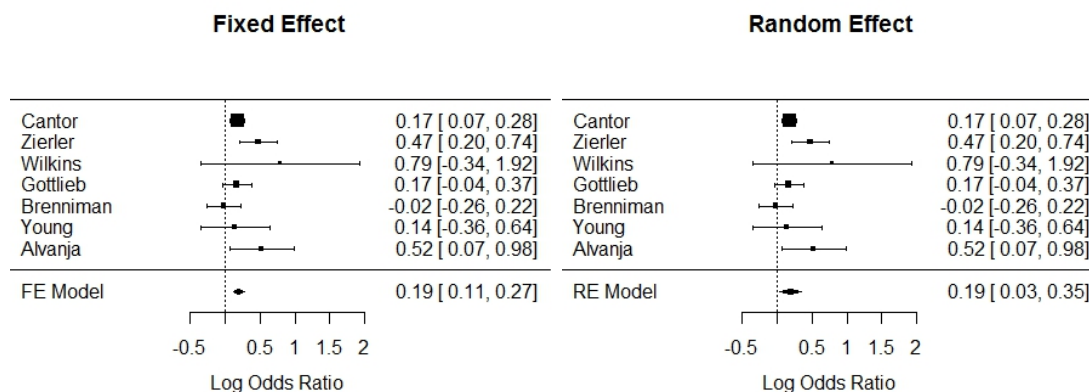 Fixed Effect
Cantor 0.17 [ 0.07, 0.28]
Zierler 0.47 [ 0.20, 0.74]
Wilkins 0.79 [-0.34, 1.92]
Gottlieb 0.17 [-0.04, 0.37]
Brenniman -0.02 [-0.26, 0.22]
Young 0.14 [-0.36, 0.64]
Alvanja 0.52 [ 0.07, 0.98]
FE Model 0.19 [ 0.11, 0.27]
-0.5 0.5 1 2
Log Odds Ratio
Random Effect
Cantor 0.17 [ 0.07, 0.28]
Zierler 0.47 [ 0.20, 0.74]
Wilkins 0.79 [-0.34, 1.92]
Gottlieb 0.17 [-0.04, 0.37]
Brenniman -0.02 [-0.26, 0.22]
Young 0.14 [-0.36, 0.64]
Alvanja 0.52 [ 0.07, 0.98]
RE Model 0.19 [ 0.03, 0.35]
-0.5 0.5 1 2
Log Odds Ratio